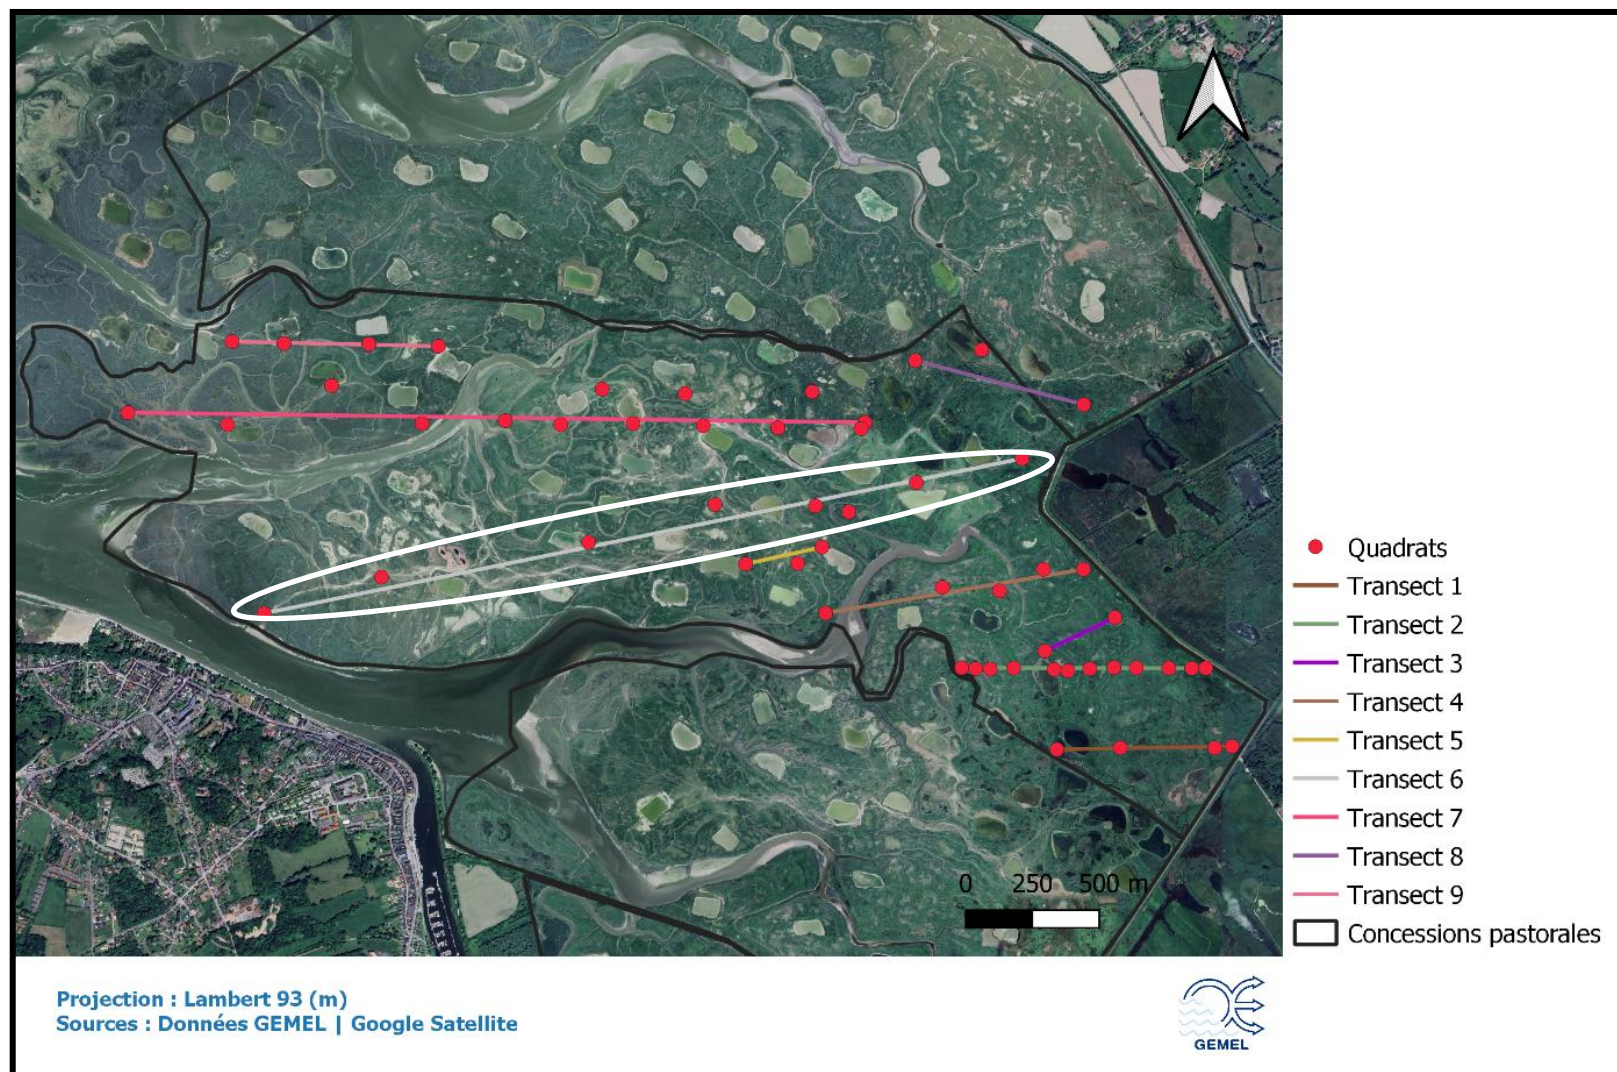 Quadrats
Transect 1
Transect 2
Transect 3
Transect 4
Transect 5
Transect 6
Transect 7
Transect 8
Transect 9
Concessions pastorales
0 250 500 m
Projection : Lambert 93 (m)
Sources : Données GEMEL | Google Satellite
GEMEL